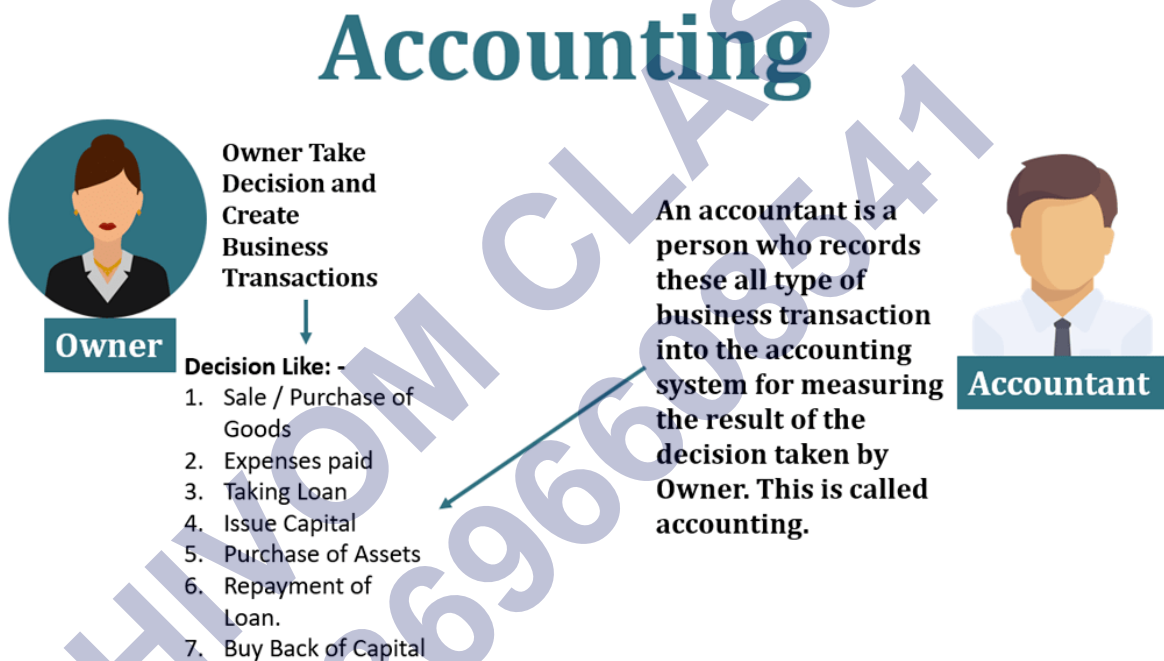 Accounting
Owner Take
Decision and
Create
Business
Transactions
Owner
Decision Like: -
1. Sale / Purchase of
Goods
2. Expenses paid
3. Taking Loan
4. Issue Capital
5. Purchase of Assets
6. Repayment of
Loan.
7. Buy Back of Capital
An accountant is a
person who records
these all type of
business transaction
into the accounting
system for measuring
the result of the
decision taken by
Owner. This is called
accounting.
Accountant
HIVOM CLAS
8696608541